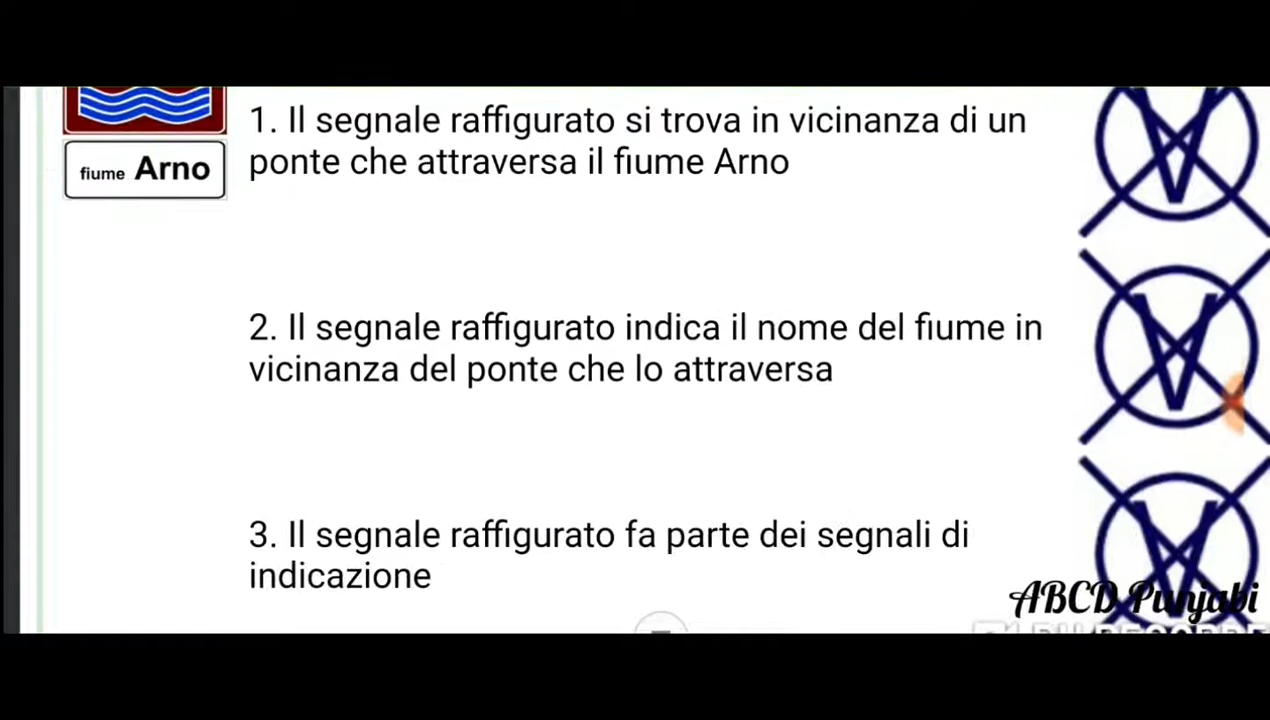 fiume Arno
1. Il segnale raffigurato si trova in vicinanza di un
ponte che attraversa il fiume Arno
V
2. Il segnale raffigurato indica il nome del fiume in
vicinanza del ponte che lo attraversa
V
3. Il segnale raffigurato fa parte dei segnali di
indicazione
V
ABCD Punjabi